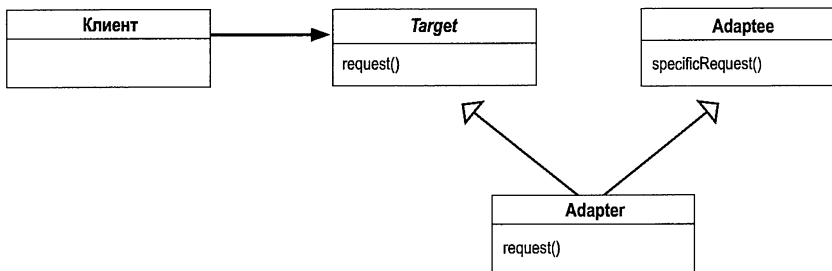 Клиент
Target
request()
Adaptee
specificRequest()
Adapter
request()